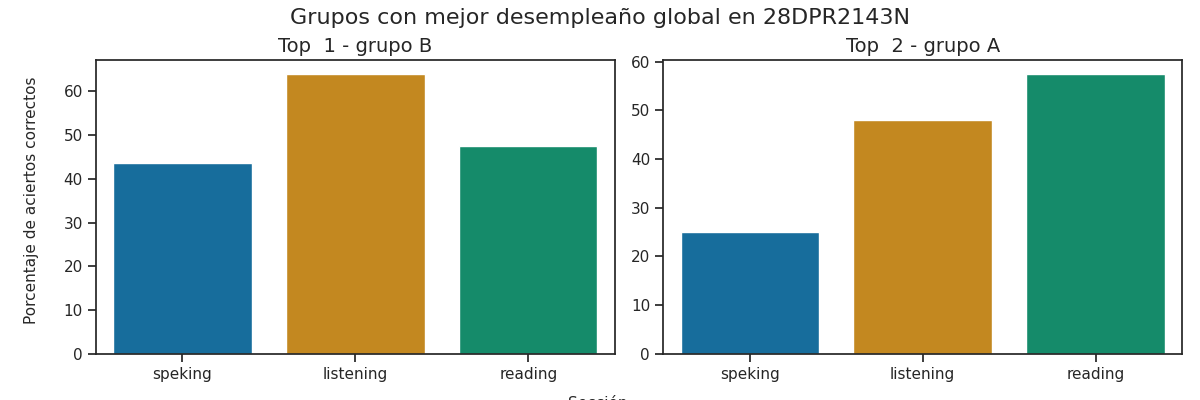 Grupos con mejor desempleaño global en 28DPR2143N
Top 1 - grupo B
Porcentaje de aciertos correctos
60
50
40
30
20
10
0
speking listening reading
Top 2 - grupo A
60
50
40
30
20
10
0
speking listening reading
Sección